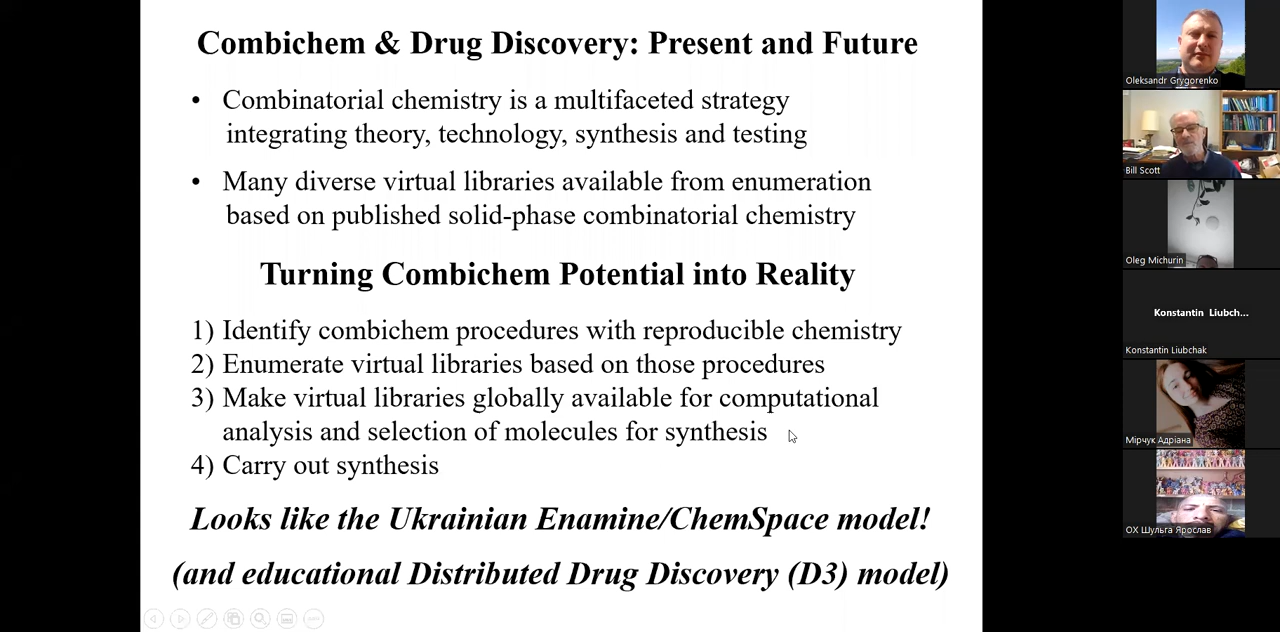 Combichem & Drug Discovery: Present and Future
• Combinatorial chemistry is a multifaceted strategy
integrating theory, technology, synthesis and testing
• Many diverse virtual libraries available from enumeration
based on published solid-phase combinatorial chemistry
Turning Combichem Potential into Reality
1) Identify combichem procedures with reproducible chemistry
2) Enumerate virtual libraries based on those procedures
3) Make virtual libraries globally available for computational
analysis and selection of molecules for synthesis
4) Carry out synthesis
Looks like the Ukrainian Enamine/ChemSpace model!
(and educational Distributed Drug Discovery (D3) model)
Oleksandr Grygorenko
Bill Scott
Oleg Michurin
Konstantin Liubch...
Konstantin Liubchak
Мірчук Адріана
ОХ Шульга Ярослав